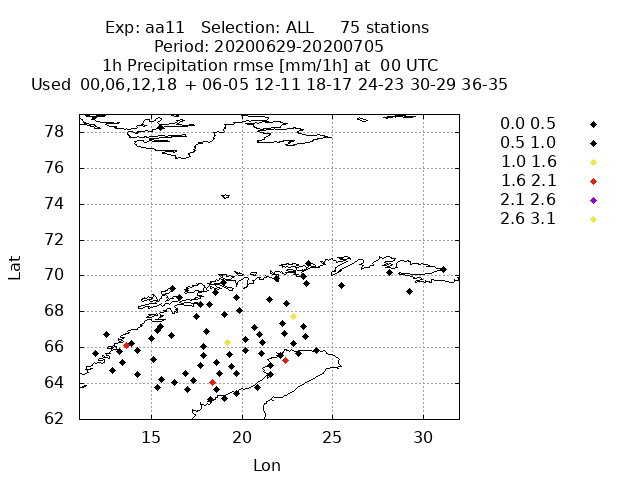 Exp: aa11 Selection: ALL 75 stations
Period: 20200629-20200705
1h Precipitation rmse [mm/1h] at 00 UTC
Used 00,06,12,18 + 06-05 12-11 18-17 24-23 30-29 36-35
0.0 0.5
0.5 1.0
1.0 1.6
1.6 2.1
2.1 2.6
2.6 3.1
78
76
74
72
70
68
66
64
62
Lat
15 20 25 30
Lon